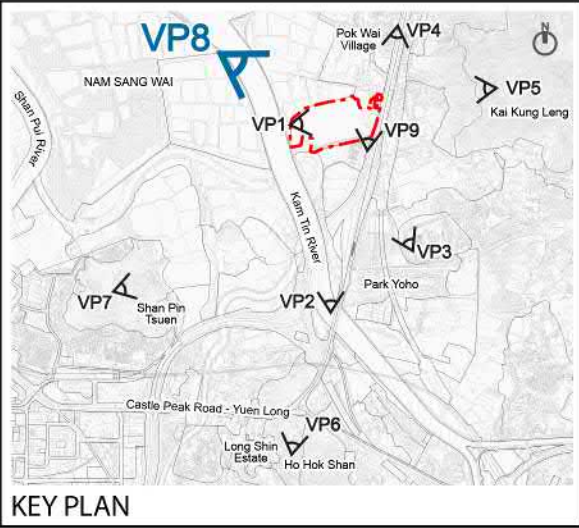 VP8
Pok Wai
Village
VP4
N
NAM SANG WAI
VP5
Kai Kung Leng
Shan Pui River
VP1
VP9
Kam Tin River
VP3
Park Yoho
VP2
VP7
Shan Pin
Tsuen
Castle Peak Road - Yuen Long
VP6
Long Shin
Estate
Ho Hok Shan
KEY PLAN